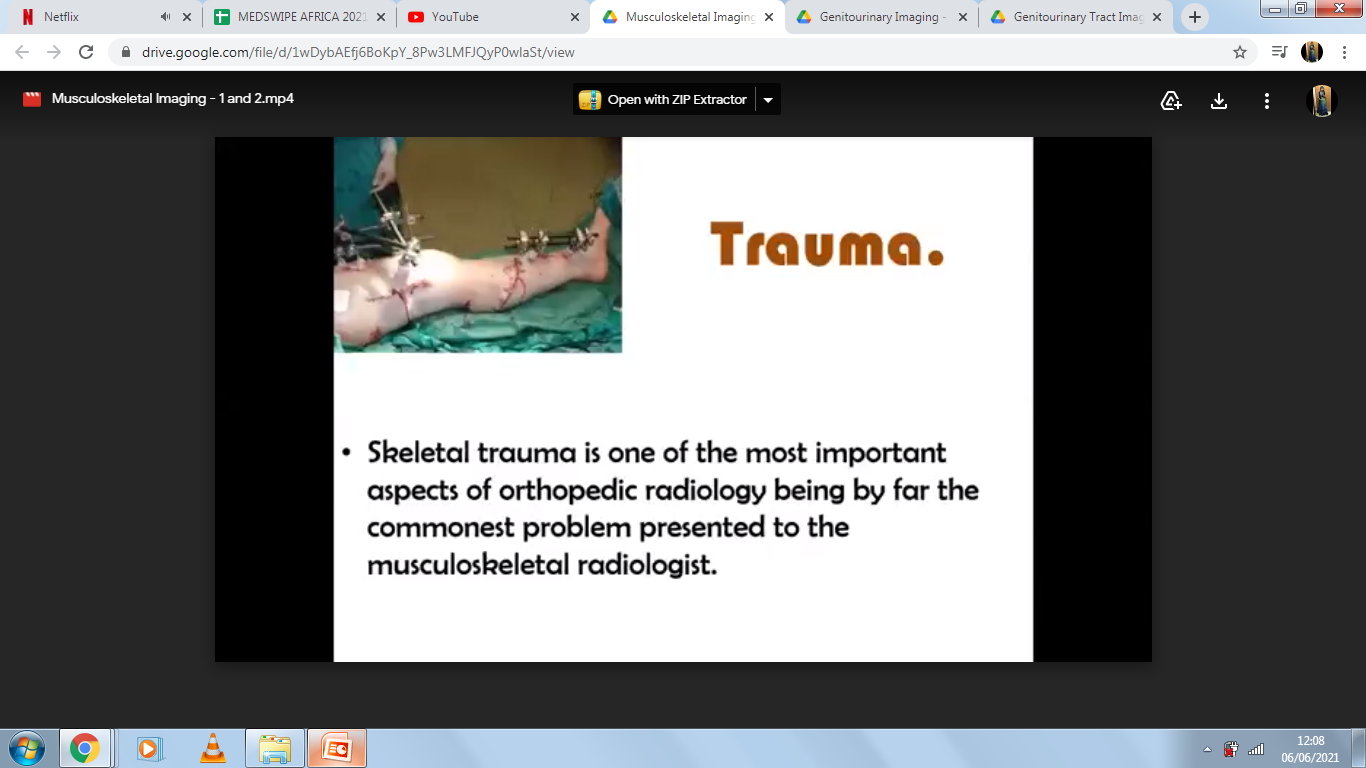 Netflix
MEDSWIPE AFRICA 2021
YouTube
Musculoskeletal Imaging
Genitourinary Imaging -
Genitourinary Tract Imag
drive.google.com/file/d/1wDybAEfj6BoKpY_8Pw3LMFJQyP0wlaSt/view
Musculoskeletal Imaging - 1 and 2.mp4
Open with ZIP Extractor
Trauma.
• Skeletal trauma is one of the most important
aspects of orthopedic radiology being by far the
commonest problem presented to the
musculoskeletal radiologist.
12:08
06/06/2021